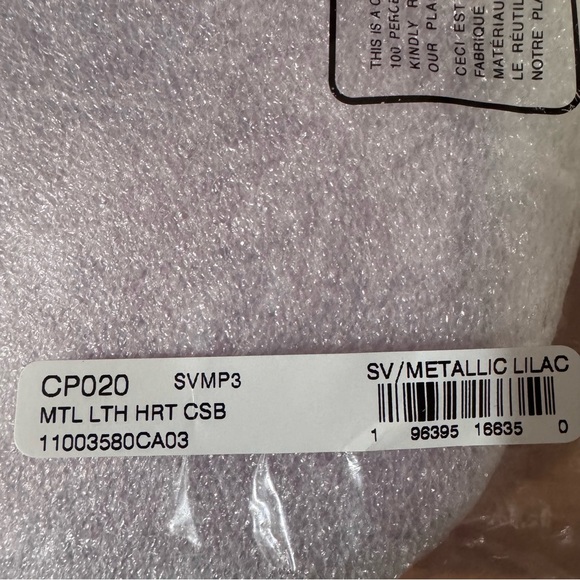 THIS IS A
100 PERCE
KINDLY R
OUR PLA
CECI EST
FABRIQUÉ
MATÉRIAU
LE RÉUTIL
NOTRE PLA
CP020 SVMP3
MTL LTH HRT CSB
11003580CA03
SV/METALLIC LILAC
1 96395 16635 0